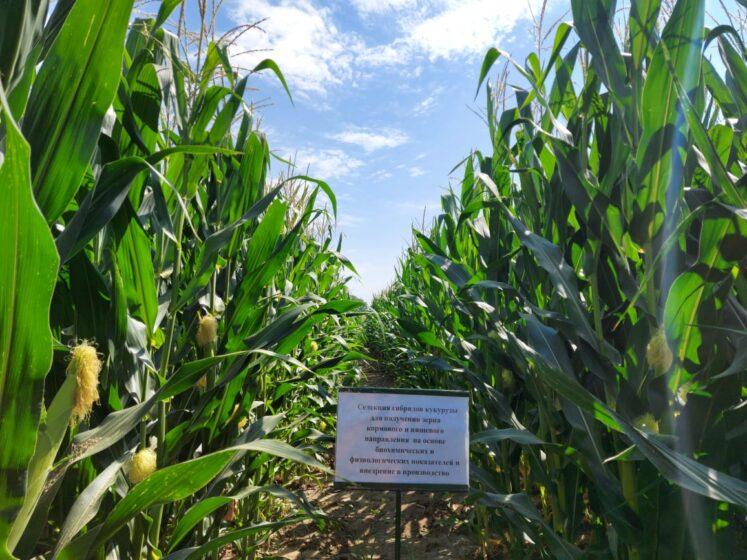 Селекция гибридов кукурузы
для получения зерна
кормового и пищевого
направления на основе
биохимических и
физиологических показателей и
внедрение в производство